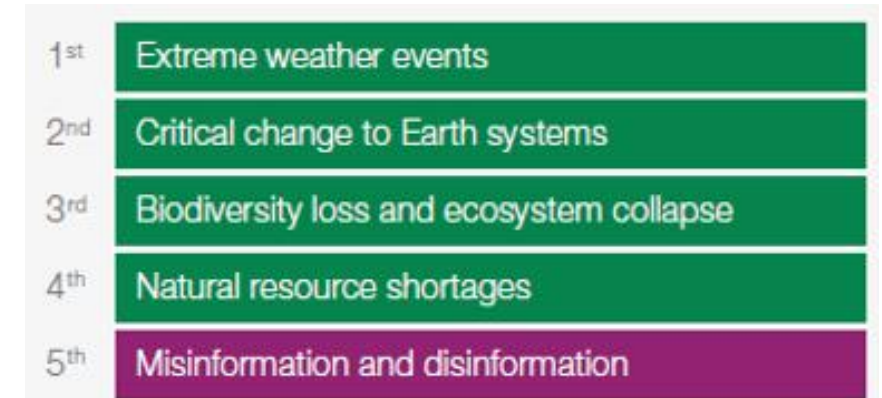 1st Extreme weather events
2nd Critical change to Earth systems
3rd Biodiversity loss and ecosystem collapse
4th Natural resource shortages
5th Misinformation and disinformation